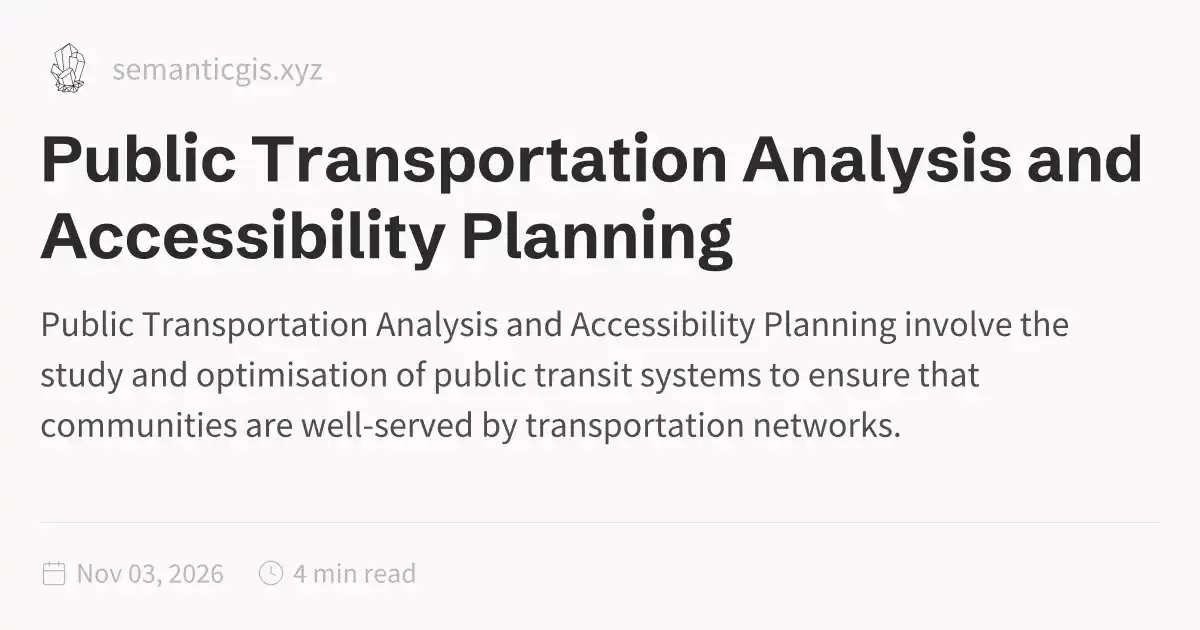 semanticgis.xyz
Public Transportation Analysis and
Accessibility Planning
Public Transportation Analysis and Accessibility Planning involve the
study and optimisation of public transit systems to ensure that
communities are well-served by transportation networks.
Nov 03, 2026 4 min read